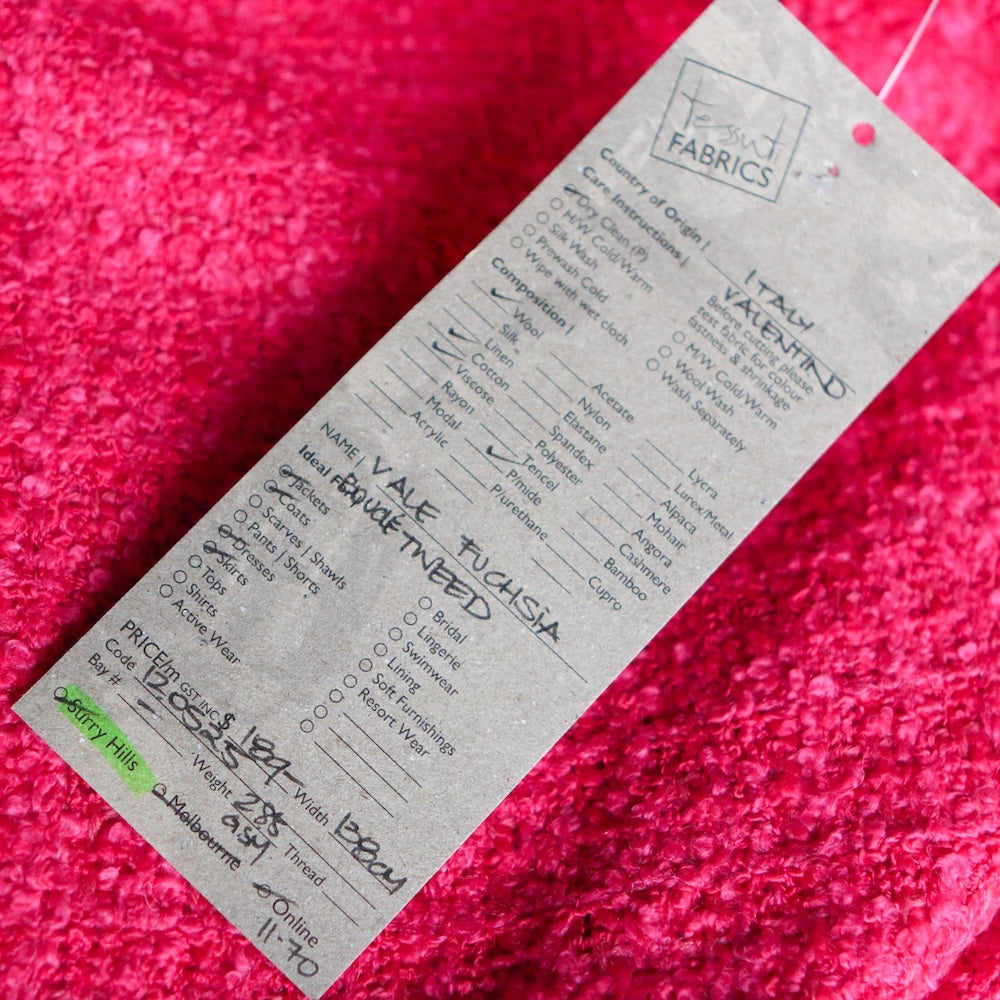 Tessuti
FABRICS
Country of Origin | ITALY
VALENTINO
Care Instructions |
Dry Clean (P)
H/W Cold/Warm
Silk Wash
Prewash Cold
Wipe with wet cloth
Before cutting please
test fabric for colour
fastness & shrinkage
M/W Cold/Warm
Wool Wash
Wash Separately
Composition |
Wool
Silk
Linen
Cotton
Viscose
Rayon
Modal
Acrylic
Acetate
Nylon
Elastane
Spandex
Polyester
Tencel
P/mide
P/urethane
Lycra
Lurex/Metal
Alpaca
Mohair
Angora
Cashmere
Bamboo
Cupro
NAME | VALE FUCHSIA
BOUCLE TWEED
Ideal
Jackets
Coats
Scarves | Shawls
Pants | Shorts
Dresses
Skirts
Tops
Shirts
Active Wear
Bridal
Lingerie
Swimwear
Lining
Soft Furnishings
Resort Wear
PRICE/m GST INC $ 189- Width 138cm
Code 120525
Weight 288 GSM Thread
Bay #
Surry Hills
Melbourne
Online
11-70